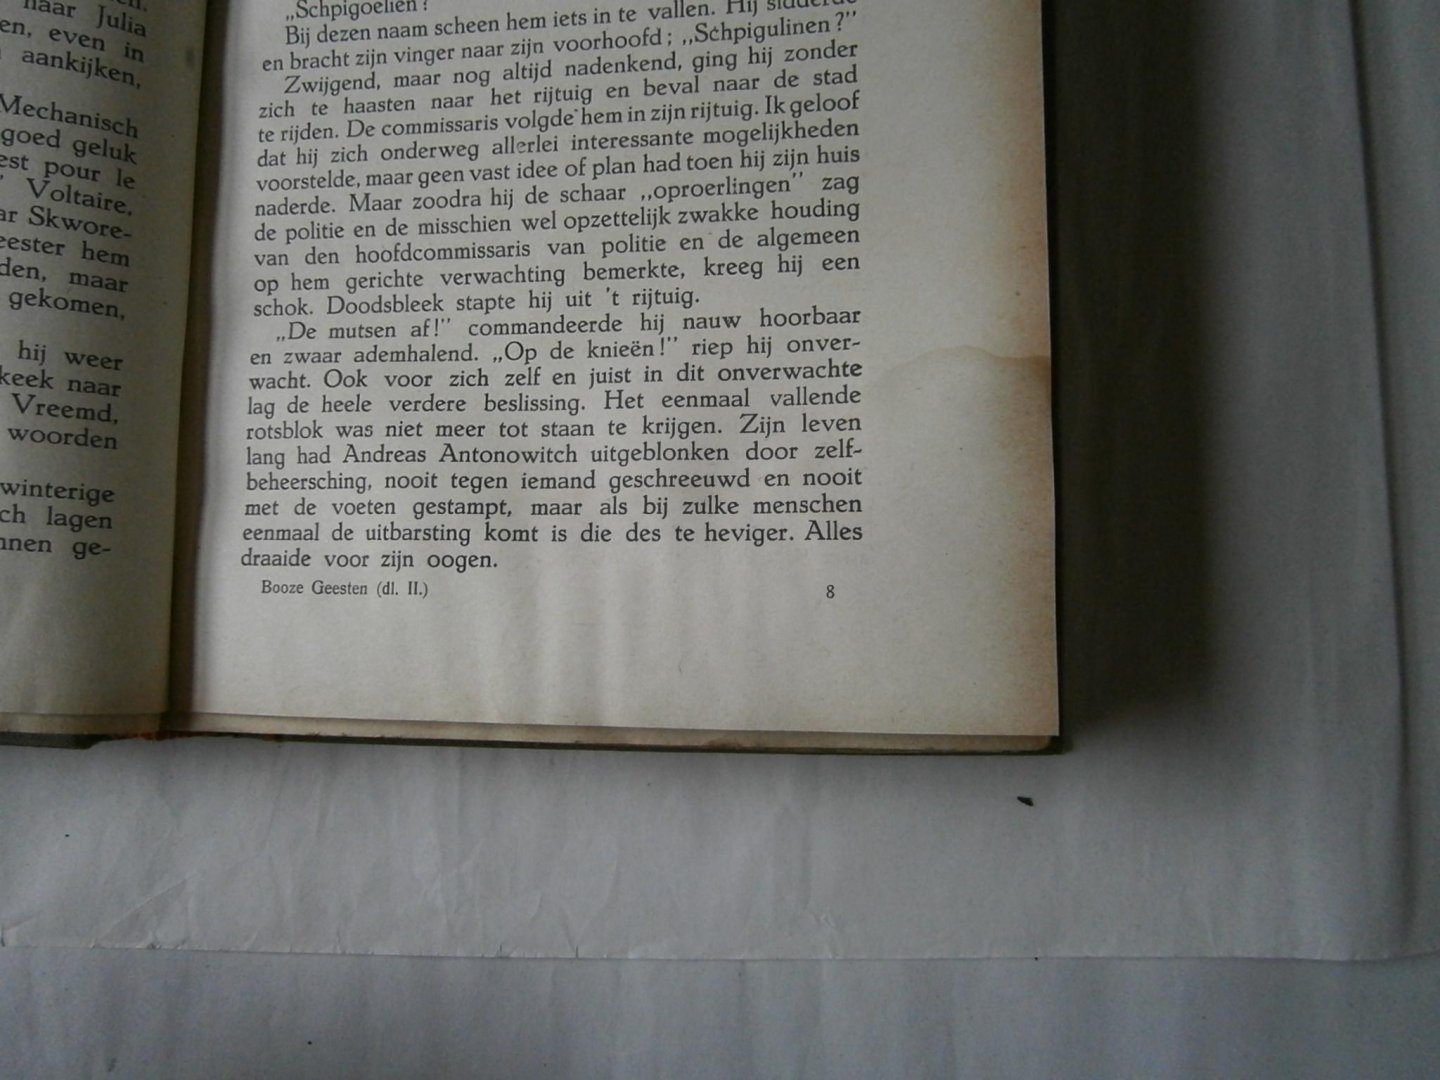 naar Julia
en, even in
aankijken,
Mechanisch
goed geluk
est pour le
Voltaire,
ar Skwore-
eester hem
den, maar
gekomen,
hij weer
keek naar
Vreemd,
woorden
winterige
ch lagen
nnen ge-
„Schpigoelien?
Bij dezen naam scheen hem iets in te vallen. Hij sidderde
en bracht zijn vinger naar zijn voorhoofd; „Schpigulinen?”
Zwijgend, maar nog altijd nadenkend, ging hij zonder
zich te haasten naar het rijtuig en beval naar de stad
te rijden. De commissaris volgde hem in zijn rijtuig. Ik geloof
dat hij zich onderweg allerlei interessante mogelijkheden
voorstelde, maar geen vast idee of plan had toen hij zijn huis
naderde. Maar zoodra hij de schaar „oproerlingen” zag
de politie en de misschien wel opzettelijk zwakke houding
van den hoofdcommissaris van politie en de algemeen
op hem gerichte verwachting bemerkte, kreeg hij een
schok. Doodsbleek stapte hij uit 't rijtuig.
„De mutsen af!” commandeerde hij nauw hoorbaar
en zwaar ademhalend. „Op de knieën!” riep hij onver-
wacht. Ook voor zich zelf en juist in dit onverwachte
lag de heele verdere beslissing. Het eenmaal vallende
rotsblok was niet meer tot staan te krijgen. Zijn leven
lang had Andreas Antonowitch uitgeblonken door zelf-
beheersching, nooit tegen iemand geschreeuwd en nooit
met de voeten gestampt, maar als bij zulke menschen
eenmaal de uitbarsting komt is die des te heviger. Alles
draaide voor zijn oogen.
Booze Geesten (dl. II.)
8